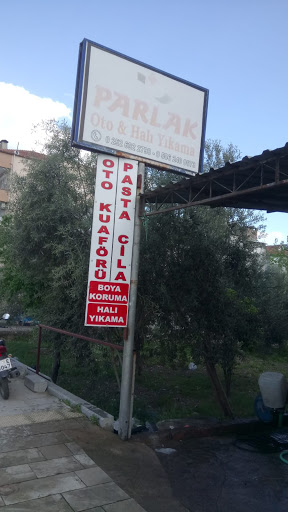 PARLAK
Oto & Halı Yıkama
OTO KUAFÖRÜ
PASTA CİLA
BOYA
KORUMA
HALI
YIKAMA